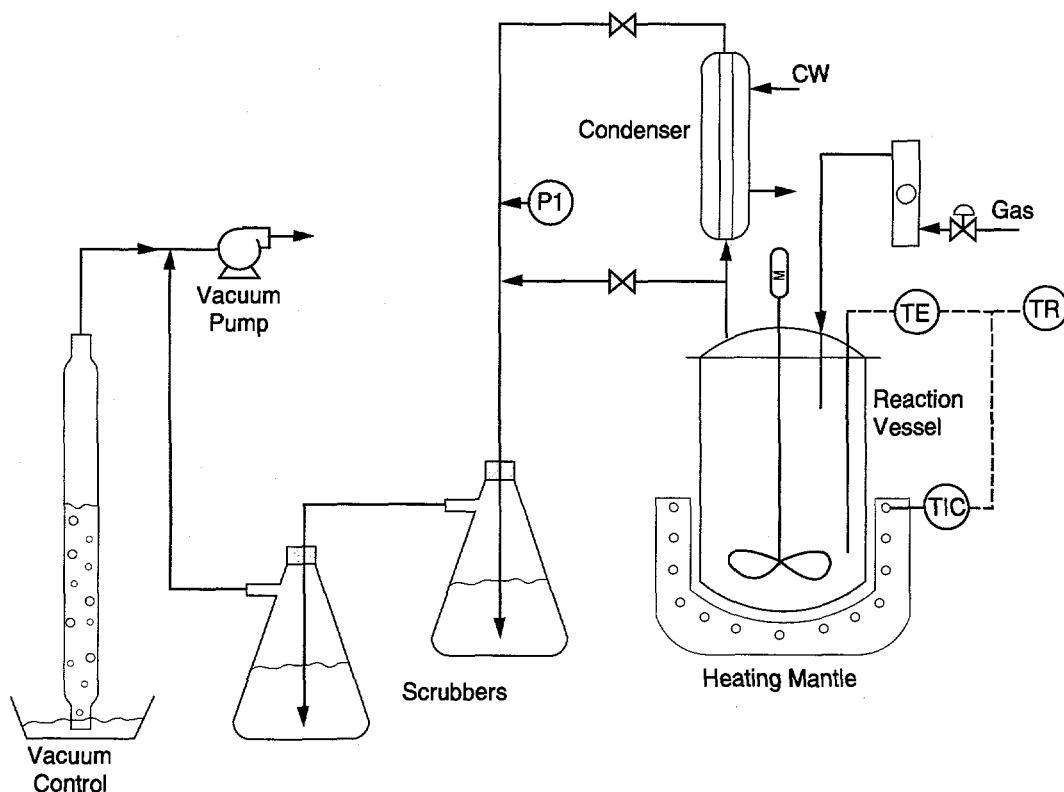 CW
Condenser
P1
Gas
M
Vacuum
Pump
TE
TR
Reaction
Vessel
TIC
Scrubbers
Heating Mantle
Vacuum
Control